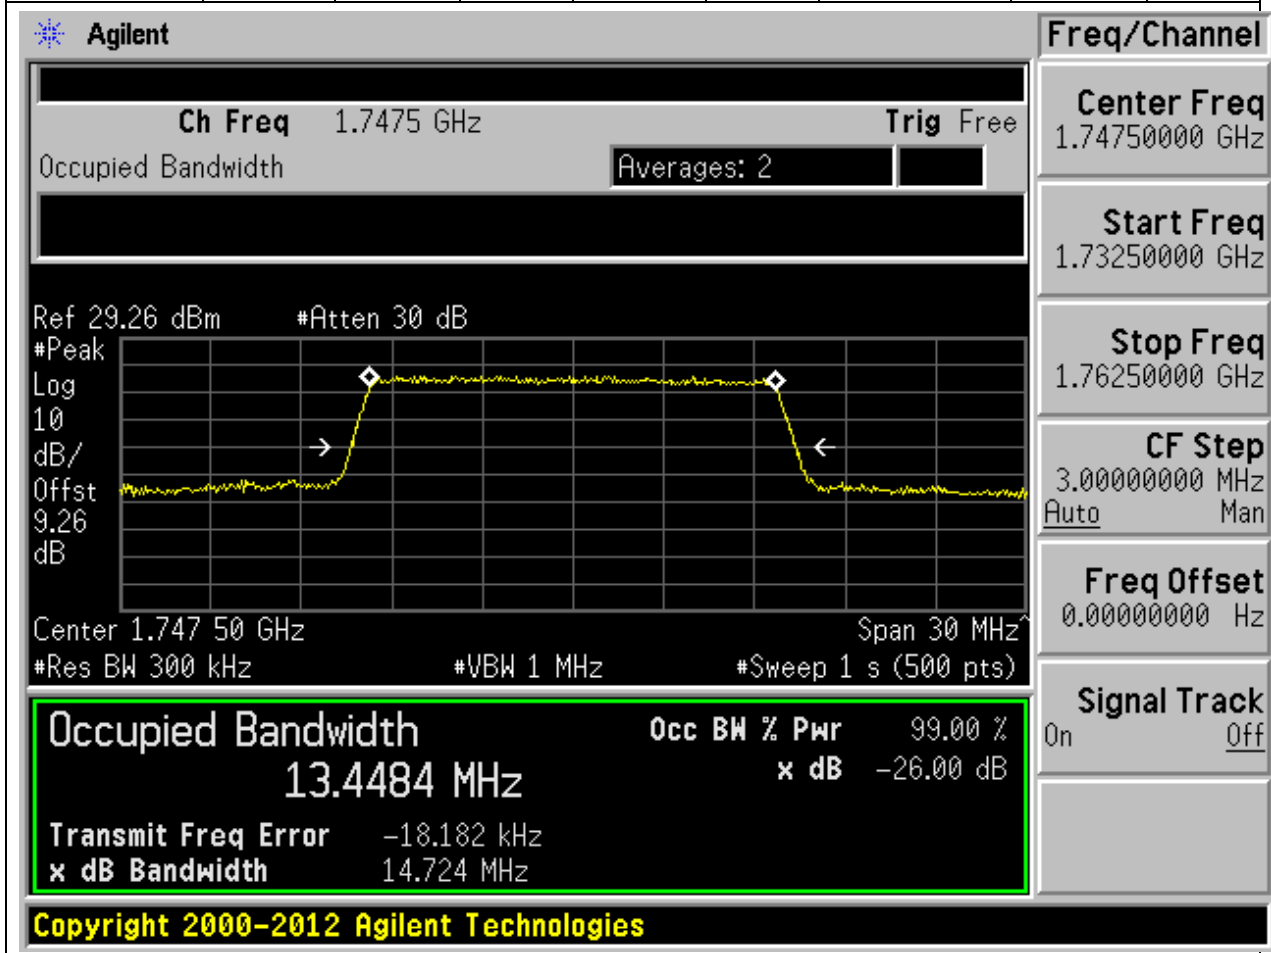 Agilent
Freq/Channel
Ch Freq 1.7475 GHz Trig Free
Occupied Bandwidth Averages: 2
Center Freq
1.74750000 GHz
Start Freq
1.73250000 GHz
Stop Freq
1.76250000 GHz
CF Step
3.00000000 MHz
Auto Man
Freq Offset
0.00000000 Hz
Signal Track
On Off
Ref 29.26 dBm #Atten 30 dB
#Peak
Log
10
dB/
Offst
9.26
dB
Center 1.747 50 GHz Span 30 MHz^
#Res BW 300 kHz #VBW 1 MHz #Sweep 1 s (500 pts)
Occupied Bandwidth Occ BW % Pwr 99.00 %
13.4484 MHz x dB -26.00 dB
Transmit Freq Error -18.182 kHz
x dB Bandwidth 14.724 MHz
Copyright 2000-2012 Agilent Technologies